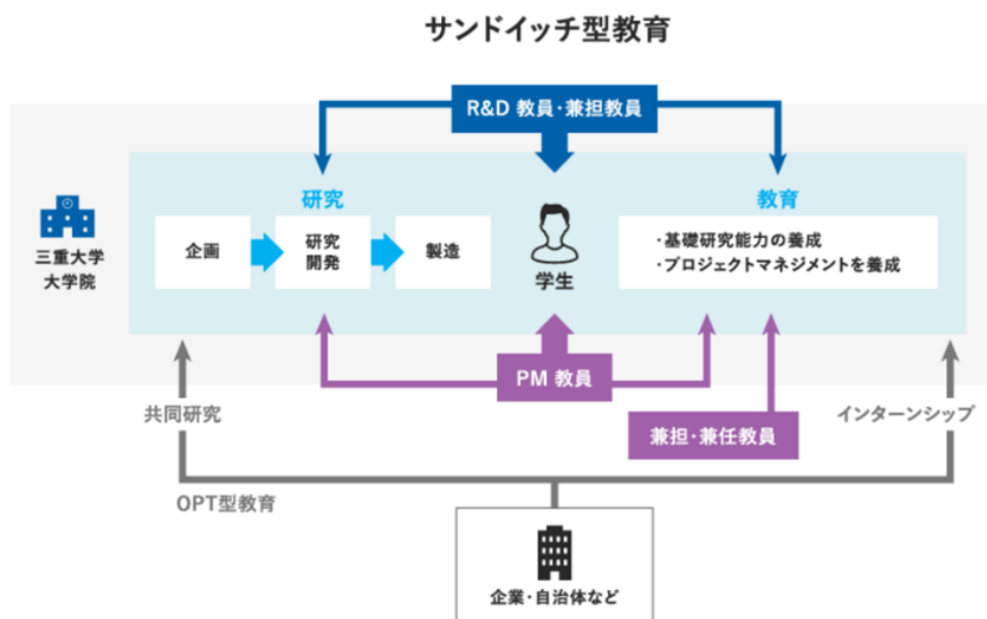 サンドイッチ型教育
R&D 教員・兼担教員
研究
教育
三重大学
大学院
企画
研究
開発
製造
学生
・基礎研究能力の養成
・プロジェクトマネジメントを養成
PM 教員
兼担・兼任教員
共同研究
インターンシップ
OPT型教育
企業・自治体など